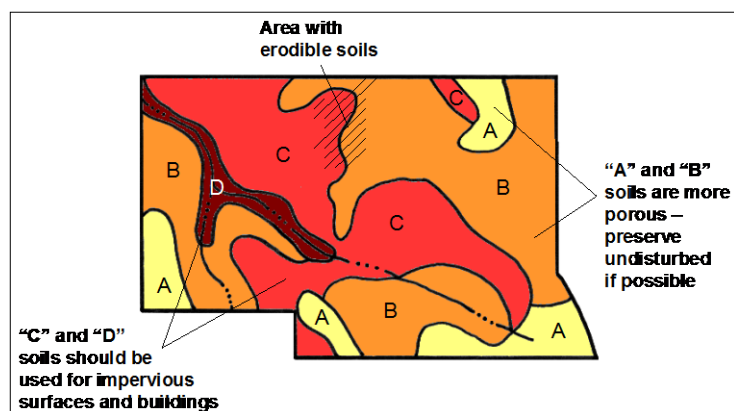 Area with
erodible soils
C
A
C
B
D
B
C
A
A
B
A
“A” and “B”
soils are more
porous –
preserve
undisturbed
if possible
“C” and “D”
soils should be
used for impervious
surfaces and buildings